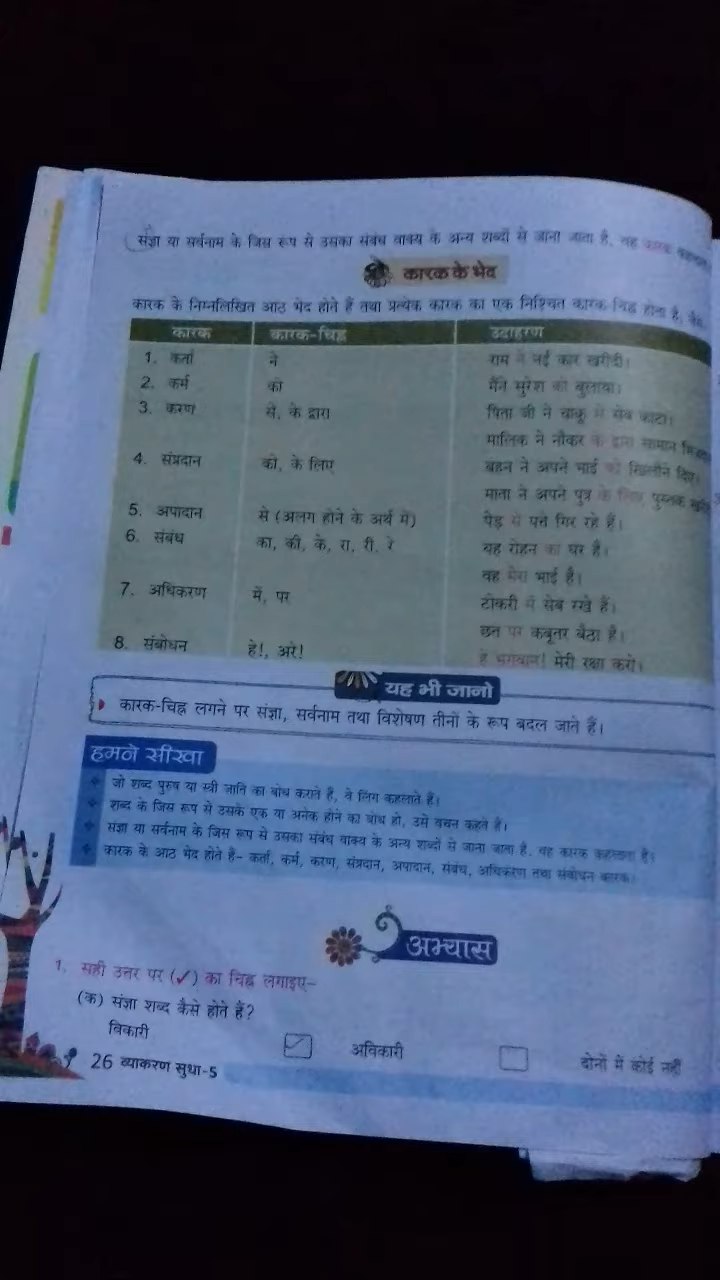 संज्ञा या सर्वनाम के जिस रूप से उसका संबंध वाक्य के अन्य शब्दों से जाना जाता है, वह कारक
कारक के भेद
कारक के निम्नलिखित आठ भेद होते हैं तथा प्रत्येक कारक का एक निश्चित कारक चिह्न होता है, जैसे-
कारक कारक-चिह्न उदाहरण
1. कर्ता ने राम ने नई कार खरीदी।
2. कर्म को मैंने सुरेश को बुलाया।
3. करण से, के द्वारा पिता जी ने चाकू से सेब काटा।
मालिक ने नौकर के द्वारा सामान
4. संप्रदान को, के लिए बहन ने अपने भाई को खिलौने दिए।
माता ने अपने पुत्र के लिए पुस्तक
5. अपादान से (अलग होने के अर्थ में) पेड़ से पत्ते गिर रहे हैं।
6. संबंध का, की, के, रा, री, रे यह रोहन का घर है।
वह मेरा भाई है।
7. अधिकरण में, पर टोकरी में सेब रखे हैं।
छत पर कबूतर बैठा है।
8. संबोधन हे!, अरे! हे भगवान! मेरी रक्षा करो।
यह भी जानो
कारक-चिह्न लगने पर संज्ञा, सर्वनाम तथा विशेषण तीनों के रूप बदल जाते हैं।
हमने सीखा
जो शब्द पुरुष या स्त्री जाति का बोध कराते हैं, वे लिंग कहलाते हैं।
शब्द के जिस रूप से उसके एक या अनेक होने का बोध हो, उसे वचन कहते हैं।
संज्ञा या सर्वनाम के जिस रूप से उसका संबंध वाक्य के अन्य शब्दों से जाना जाता है, वह कारक कहलाता है।
कारक के आठ भेद होते हैं- कर्ता, कर्म, करण, संप्रदान, अपादान, संबंध, अधिकरण तथा संबोधन कारक।
अभ्यास
1. सही उत्तर पर (✓) का चिह्न लगाइए-
(क) संज्ञा शब्द कैसे होते हैं?
विकारी ✓ अविकारी दोनों में कोई नहीं
26 व्याकरण सुधा-5